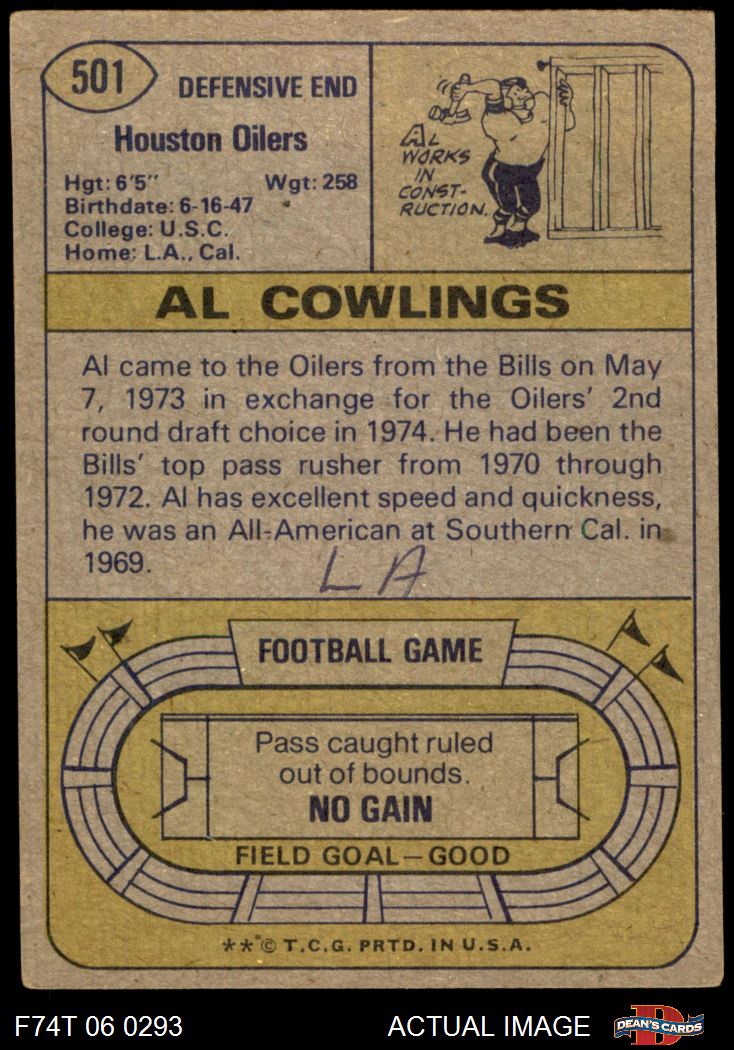 501
DEFENSIVE END
Houston Oilers
Hgt: 6'5" Wgt: 258
Birthdate: 6-16-47
College: U.S.C.
Home: L.A., Cal.
AL
WORKS
IN
CONST-
RUCTION.
AL COWLINGS
Al came to the Oilers from the Bills on May
7, 1973 in exchange for the Oilers' 2nd
round draft choice in 1974. He had been the
Bills' top pass rusher from 1970 through
1972. Al has excellent speed and quickness,
he was an All-American at Southern Cal. in
1969.
LA
FOOTBALL GAME
Pass caught ruled
out of bounds.
NO GAIN
FIELD GOAL—GOOD
**© T.C.G. PRTD. IN U.S.A.
F74T 06 0293 ACTUAL IMAGE DEAN'S CARDS